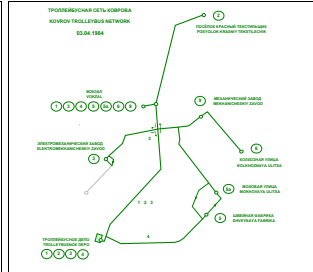 ТРОЛЛЕЙБУСНАЯ СЕТЬ КОВРОВА
KOVROV TROLLEYBUS NETWORK
03.04.1984
2
ПОСЁЛОК КРАСНЫЙ ТЕКСТИЛЬЩИК
POSYOLOK KRASNIY TEKSTILSCHIK
ВОКЗАЛ
VOKZAL
1 2 4 5 5a 6 9
9
МЕХАНИЧЕСКИЙ ЗАВОД
MEKHANICHESKIY ZAVOD
2
ЭЛЕКТРОМЕХАНИЧЕСКИЙ ЗАВОД
ELEKTROMEKHANICHESKIY ZAVOD
3
6
КОЛХОЗНАЯ УЛИЦА
KOLKHOZNAYA ULITSA
5a
МОХОВАЯ УЛИЦА
MOKHOVAYA ULITSA
1 2 3
5
ШВЕЙНАЯ ФАБРИКА
SHVEYNAYA FABRIKA
4
ТРОЛЛЕЙБУСНОЕ ДЕПО
TROLLEYBUSNOE DEPO
1 2 3 4